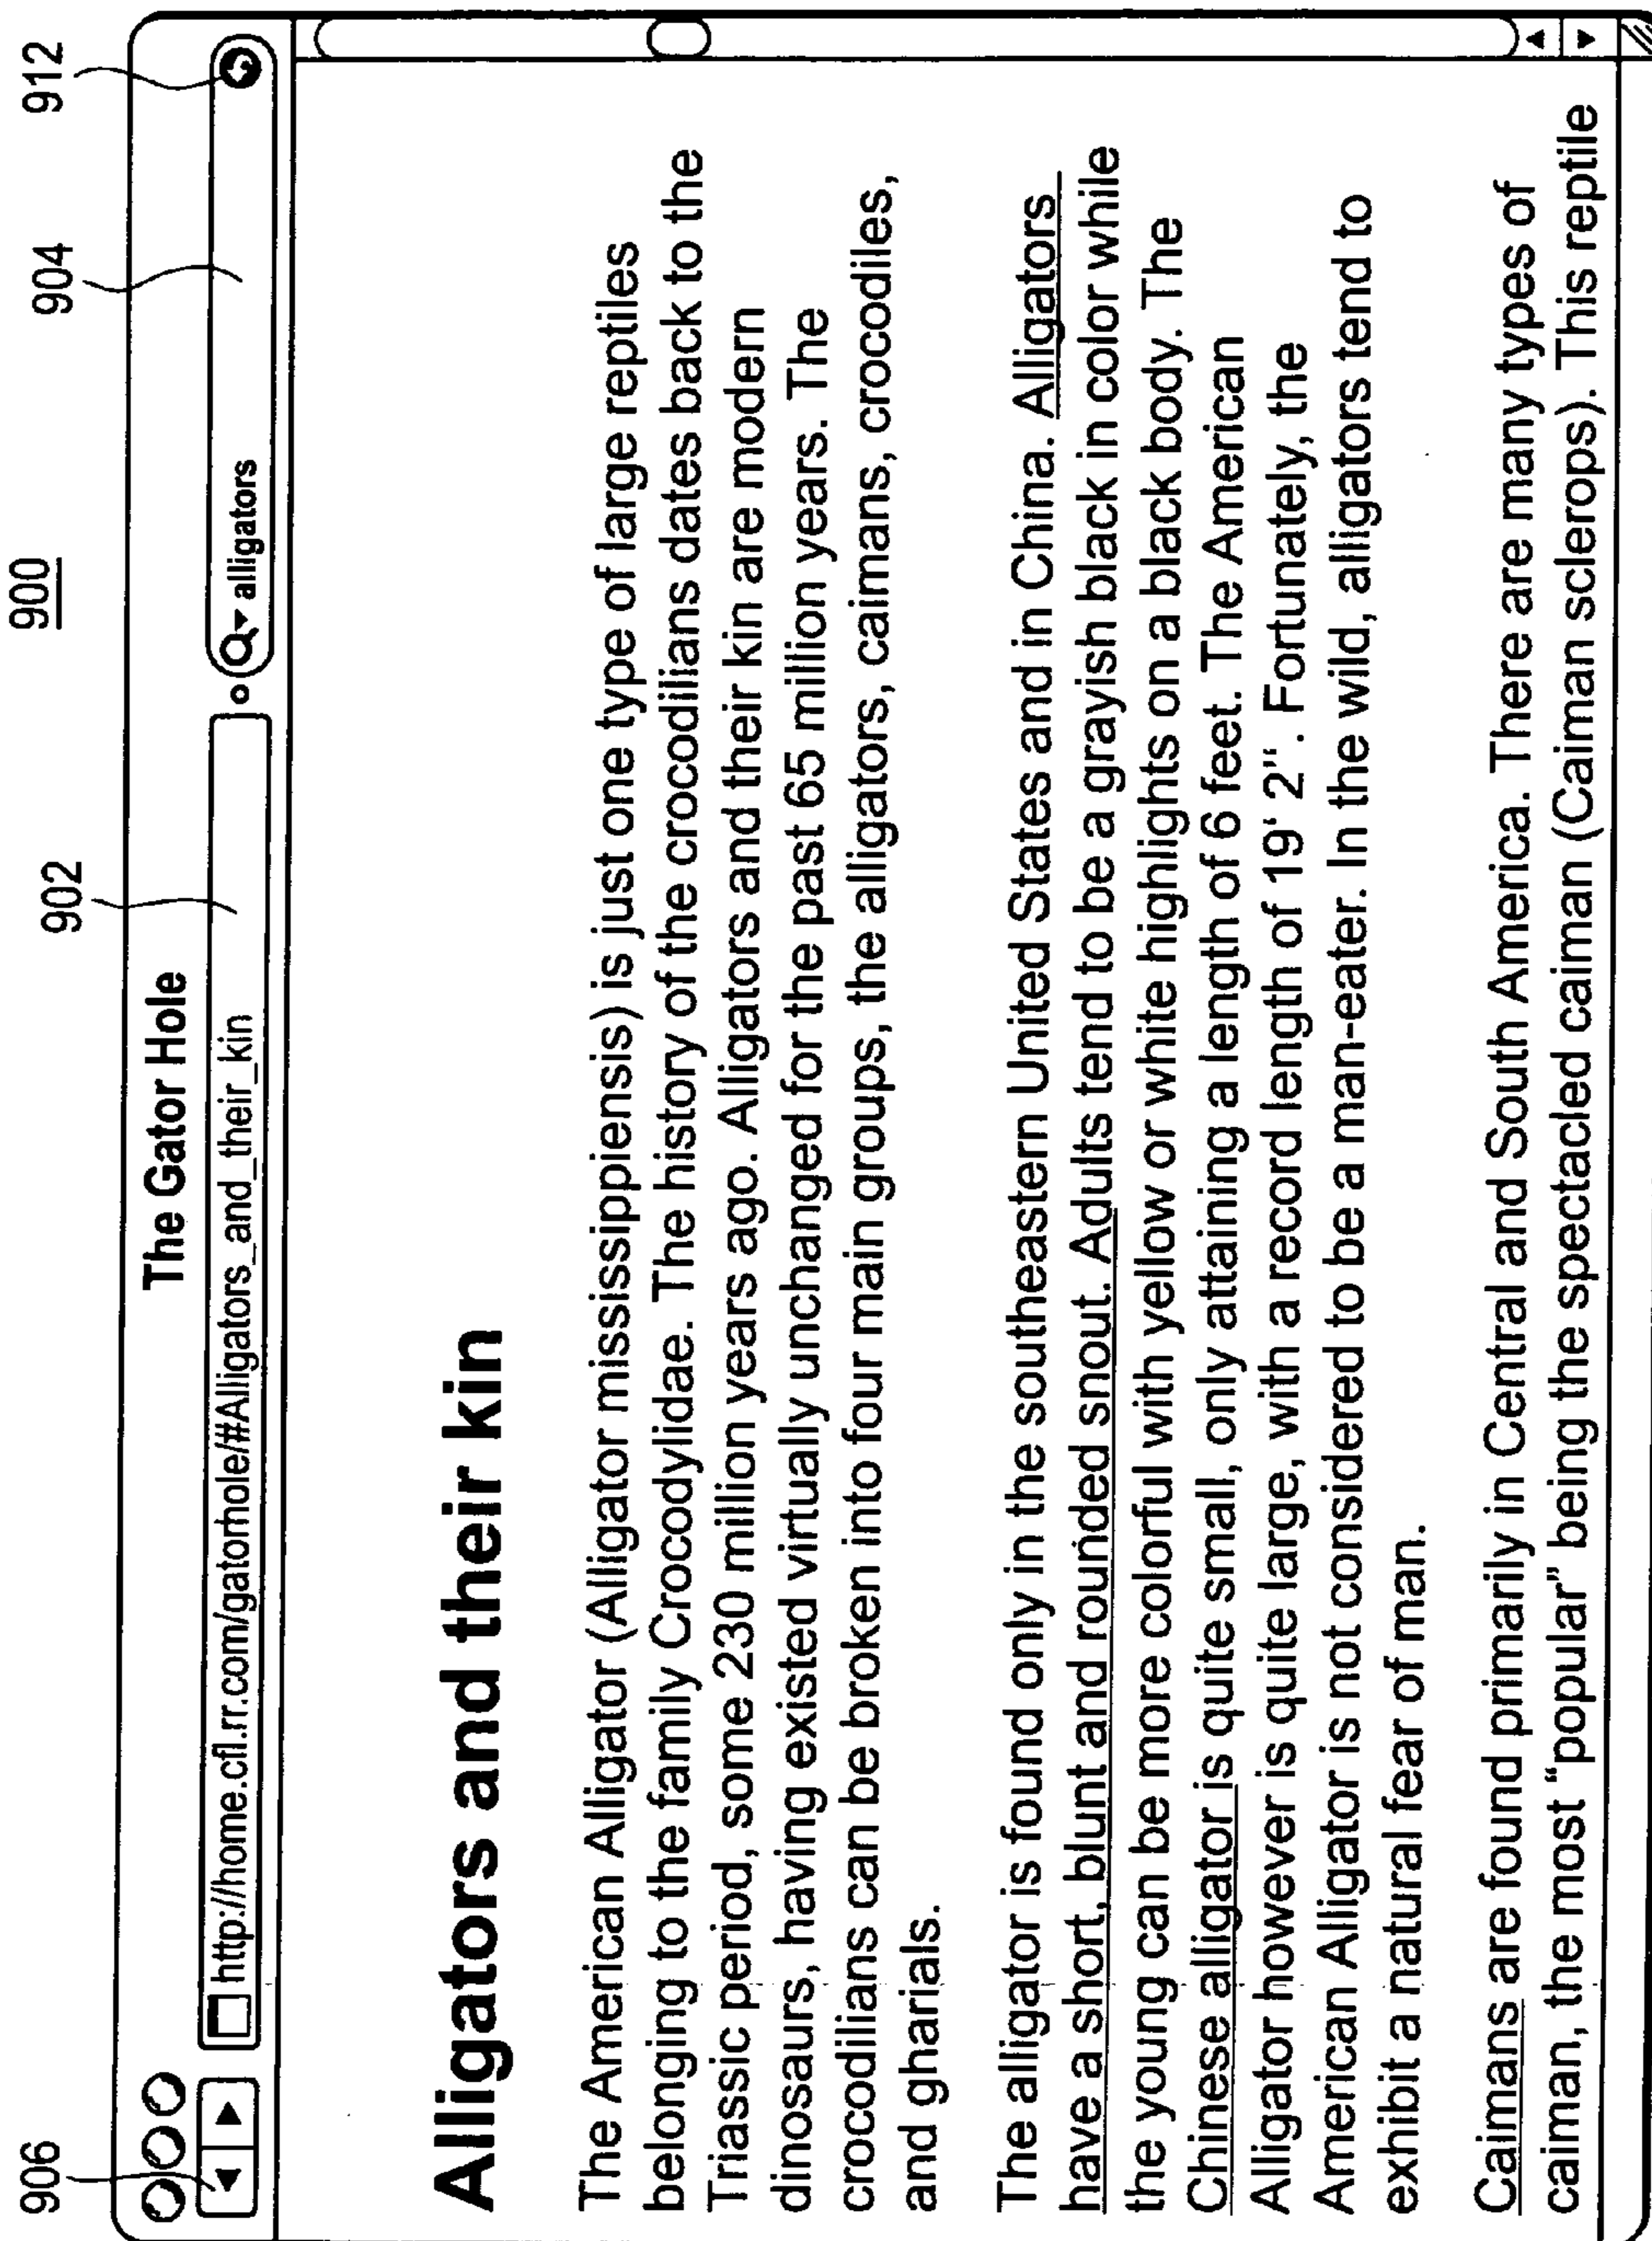 900
906
902
904
912
The Gator Hole
http://home.cfl.rr.com/gatorhole/#Alligators_and_their_kin
alligators
Alligators and their kin
The American Alligator (Alligator mississippiensis) is just one type of large reptiles
belonging to the family Crocodylidae. The history of the crocodilians dates back to the
Triassic period, some 230 million years ago. Alligators and their kin are modern
dinosaurs, having existed virtually unchanged for the past 65 million years. The
crocodilians can be broken into four main groups, the alligators, caimans, crocodiles,
and gharials.
The alligator is found only in the southeastern United States and in China. Alligators
have a short, blunt and rounded snout. Adults tend to be a grayish black in color while
the young can be more colorful with yellow or white highlights on a black body. The
Chinese alligator is quite small, only attaining a length of 6 feet. The American
Alligator however is quite large, with a record length of 19' 2". Fortunately, the
American Alligator is not considered to be a man-eater. In the wild, alligators tend to
exhibit a natural fear of man.
Caimans are found primarily in Central and South America. There are many types of
caiman, the most “popular” being the spectacled caiman (Caiman sclerops). This reptile